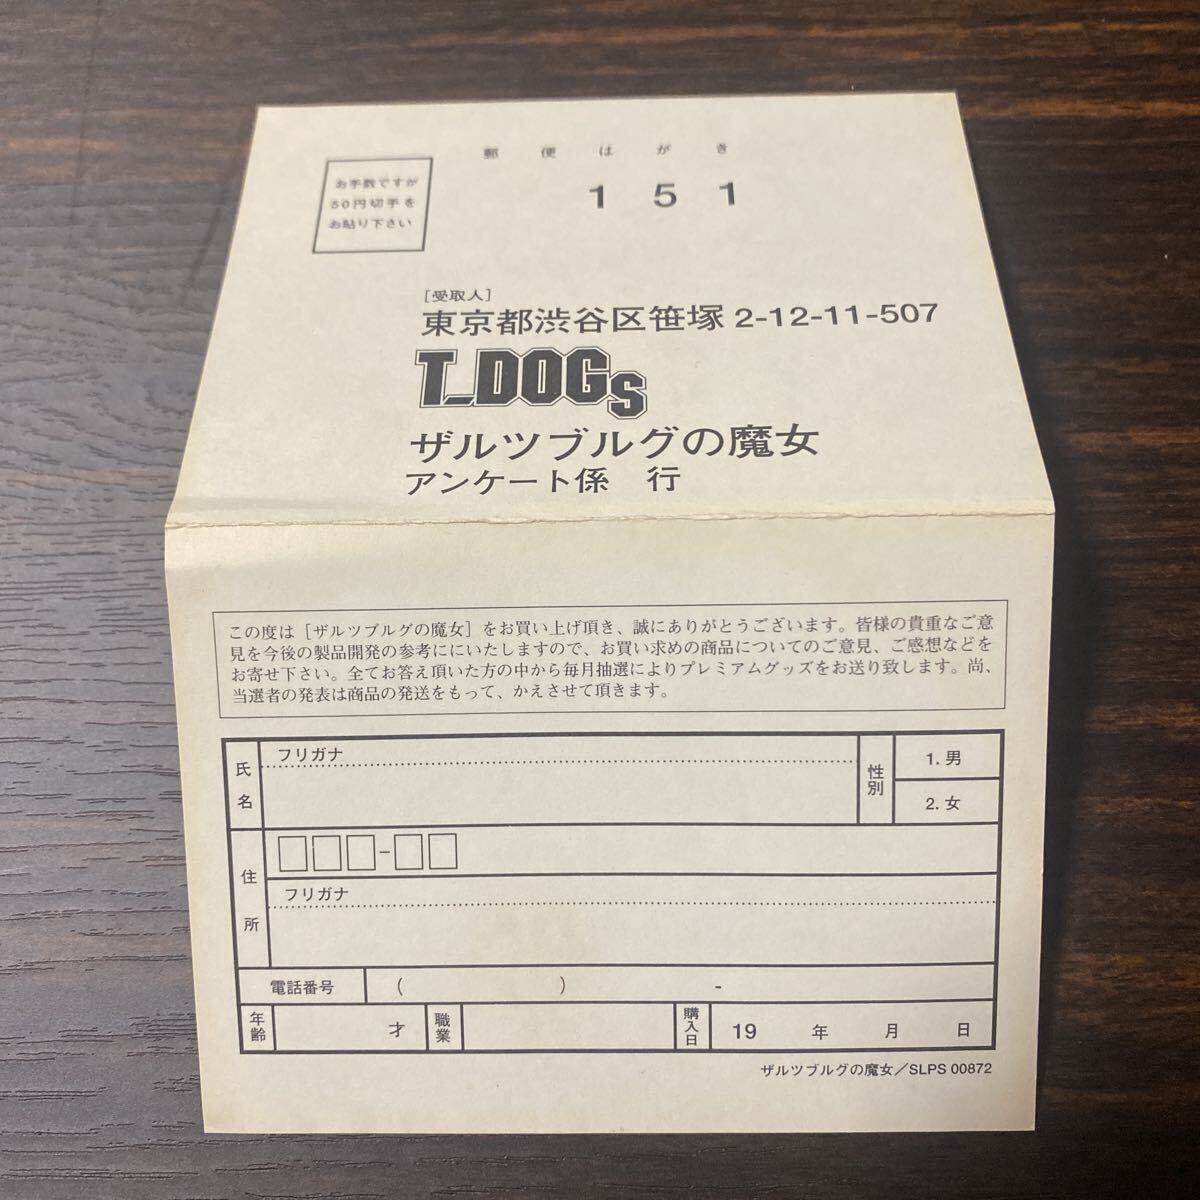 郵便はがき
お手数ですが
50円切手を
お貼り下さい
151
[受取人]
東京都渋谷区笹塚 2-12-11-507
T_DOGS
ザルツブルグの魔女
アンケート係 行
この度は［ザルツブルグの魔女］をお買い上げ頂き、誠にありがとうございます。皆様の貴重なご意
見を今後の製品開発の参考ににいたしますので、お買い求めの商品についてのご意見、ご感想などを
お寄せ下さい。全てお答え頂いた方の中から毎月抽選によりプレミアムグッズをお送り致します。尚、
当選者の発表は商品の発送をもって、かえさせて頂きます。
氏名
フリガナ
性別
1. 男
2. 女
住所
-
フリガナ
電話番号 ( ) -
年齢 才 職業 購入日 19 年 月 日
ザルツブルグの魔女／SLPS 00872